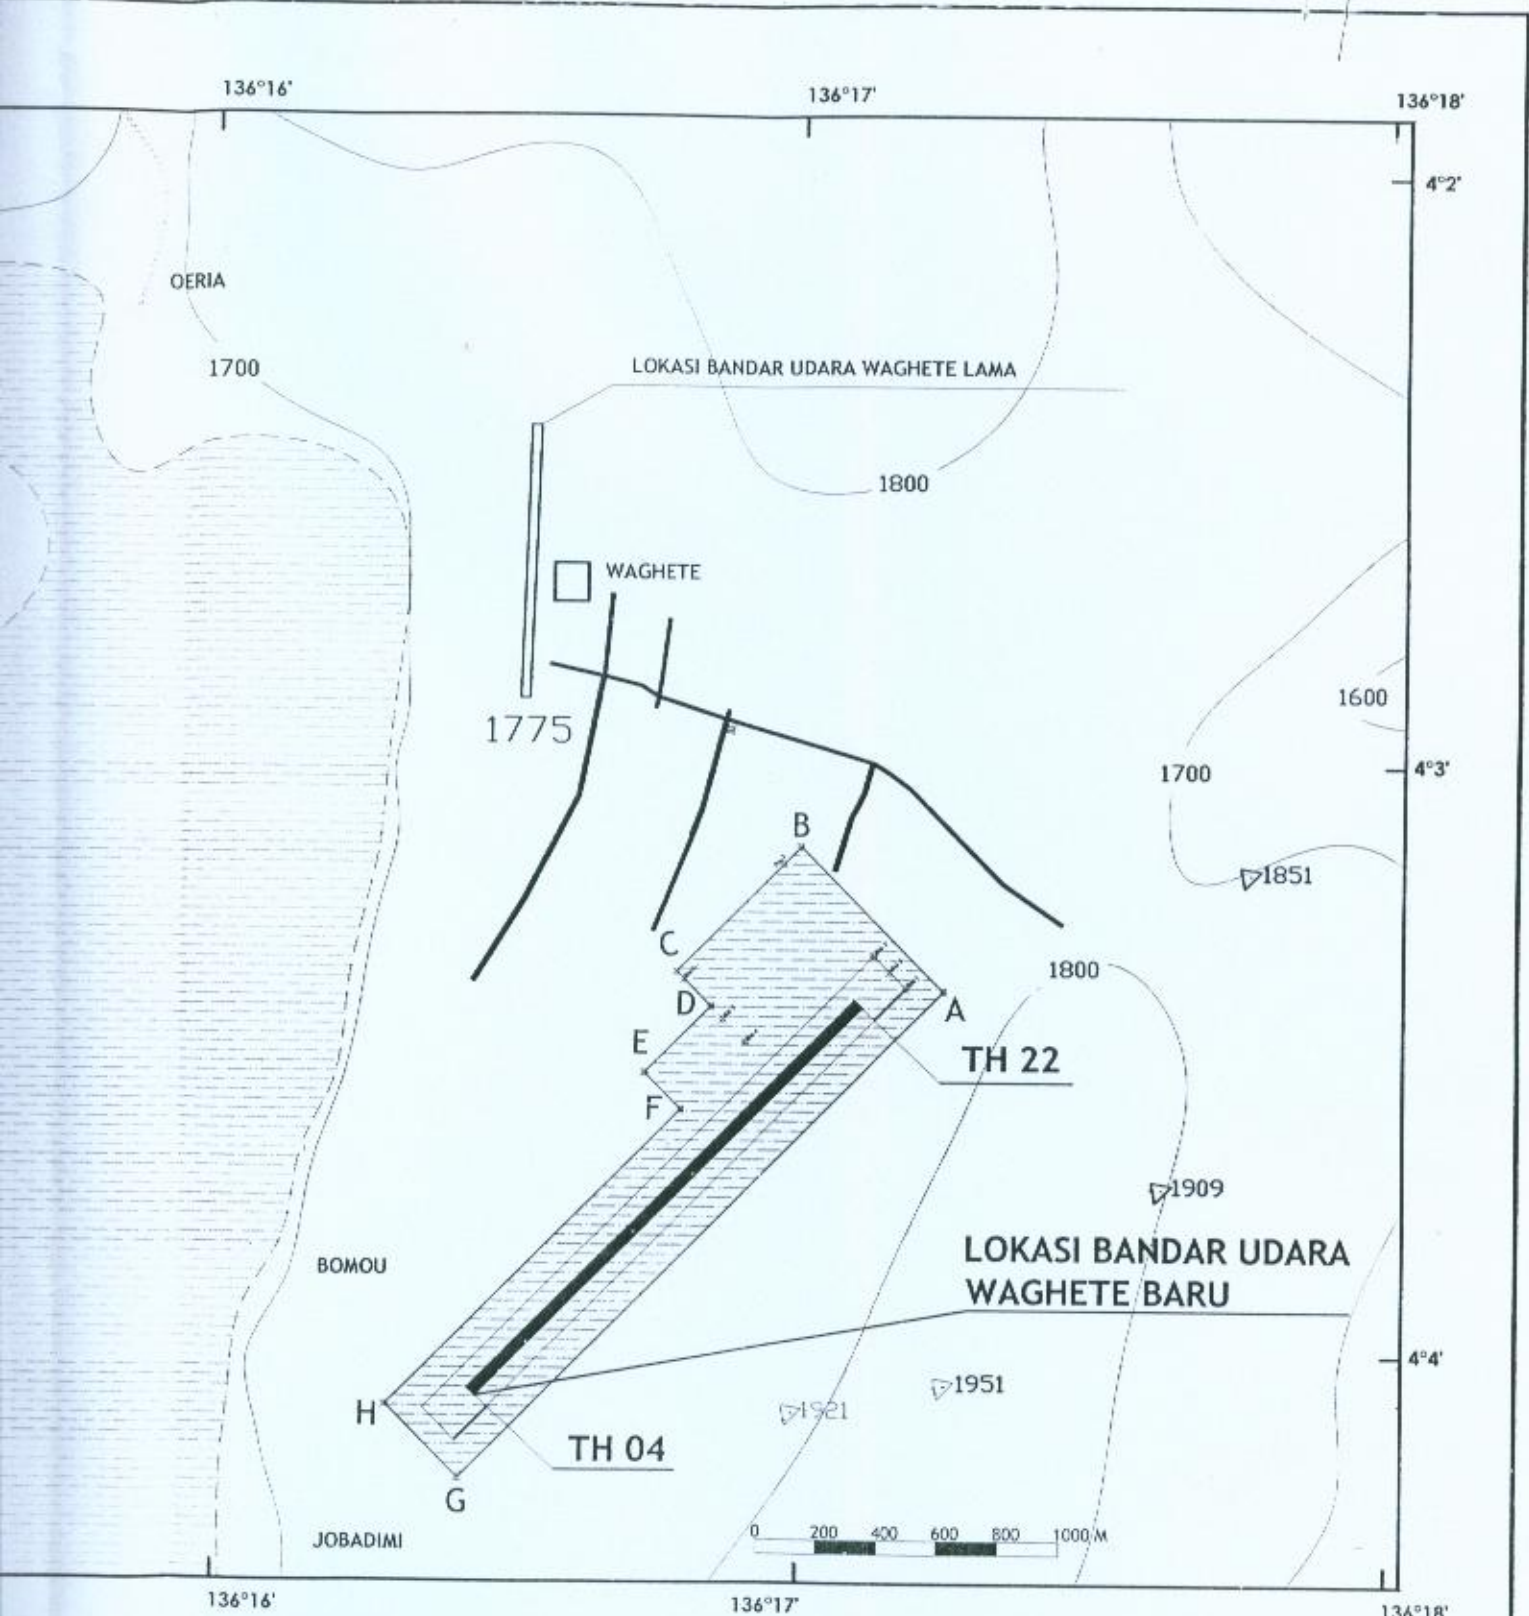 136°16'
136°17'
136°18'
4°2'
OERIA
1700
LOKASI BANDAR UDARA WAGHETE LAMA
1800
WAGHETE
1600
1775
1700
4°3'
B
1851
C
1800
D
A
E
TH 22
F
1909
LOKASI BANDAR UDARA
WAGHETE BARU
BOMOU
4°4'
1951
H
1921
TH 04
G
0 200 400 600 800 1000 M
JOBADIMI
136°16'
136°17'
136°18'